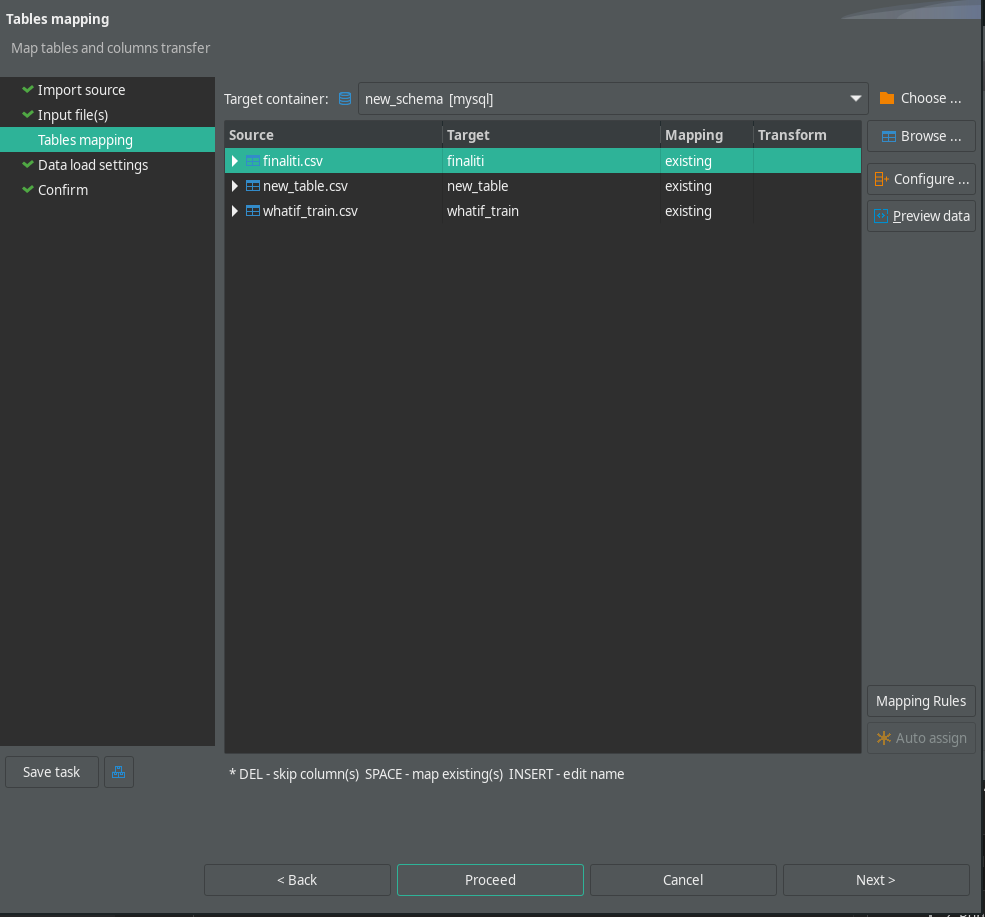 Tables mapping
Map tables and columns transfer
Import source
Input file(s)
Tables mapping
Data load settings
Confirm
Target container: new_schema [mysql] Choose ...
Source Target Mapping Transform
finaliti.csv finaliti existing
new_table.csv new_table existing
whatif_train.csv whatif_train existing
Browse ...
Configure ...
Preview data
Mapping Rules
Auto assign
Save task
* DEL - skip column(s) SPACE - map existing(s) INSERT - edit name
< Back Proceed Cancel Next >